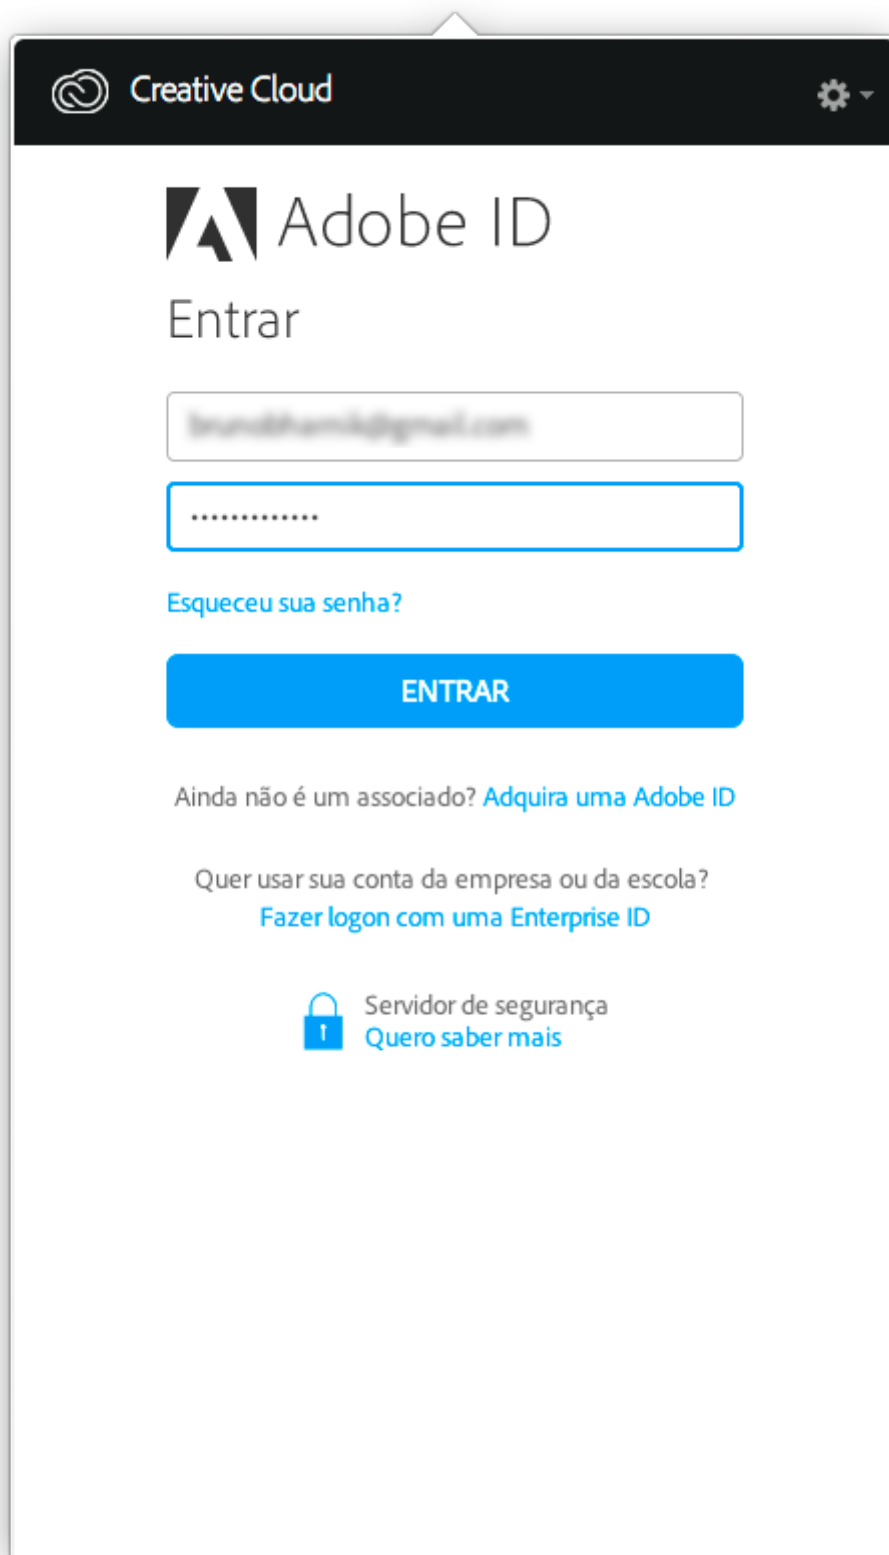 Creative Cloud
Adobe ID
Entrar
•••••••••••••
Esqueceu sua senha?
ENTRAR
Ainda não é um associado? Adquira uma Adobe ID
Quer usar sua conta da empresa ou da escola?
Fazer logon com uma Enterprise ID
Servidor de segurança
Quero saber mais